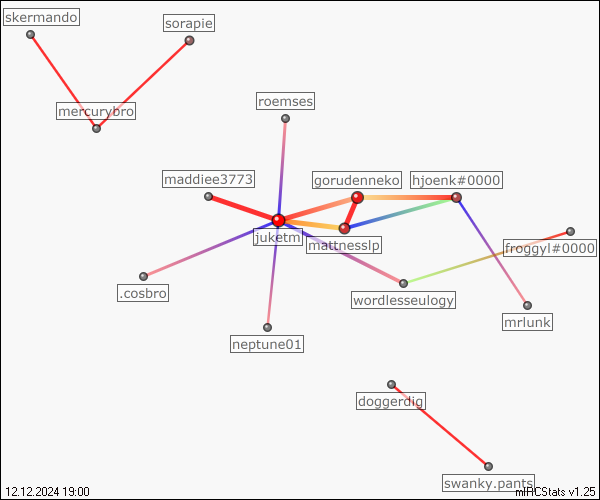 skermando
sorapie
roemses
mercurybro
maddiee3773
gorudenneko
hjoenk#0000
juketm
mattnesslp
froggyl#0000
.cosbro
wordlesseulogy
mrlunk
neptune01
doggerdig
swanky.pants
12.12.2024 19:00
mIRCStats v1.25